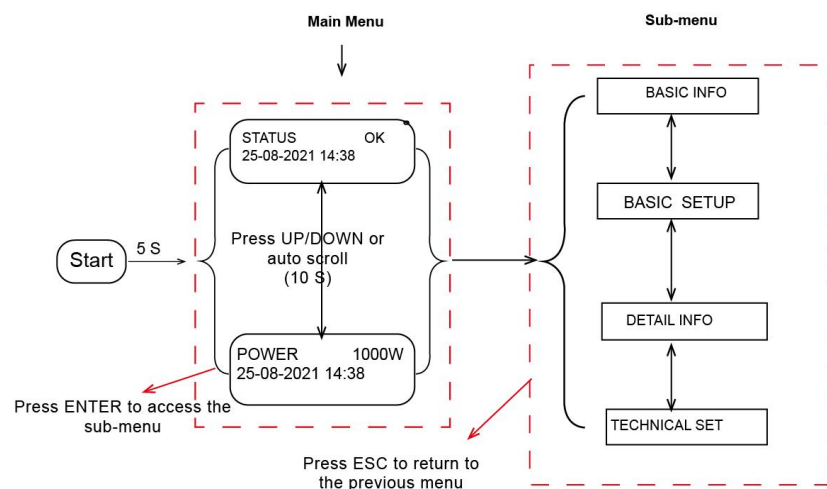 Main Menu
Sub-menu
Start
5 S
STATUS OK
25-08-2021 14:38
Press UP/DOWN or
auto scroll
(10 S)
POWER 1000W
25-08-2021 14:38
Press ENTER to access the
sub-menu
BASIC INFO
BASIC SETUP
DETAIL INFO
TECHNICAL SET
Press ESC to return to
the previous menu